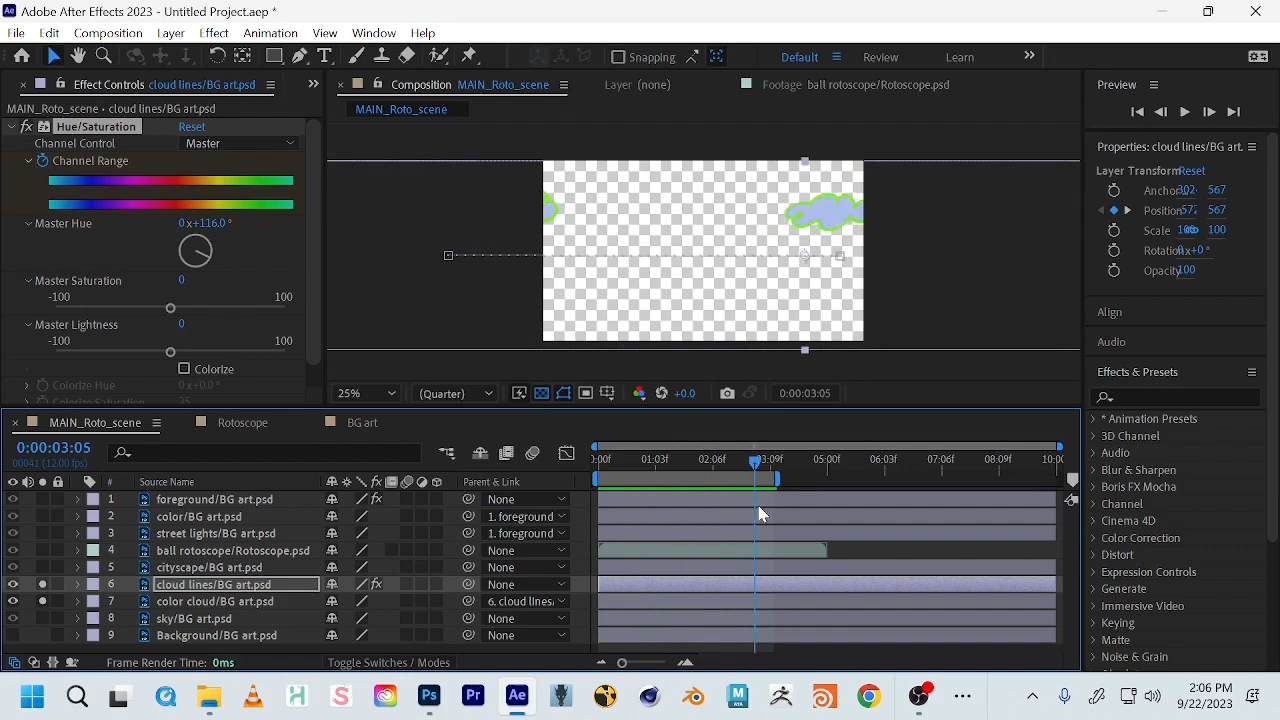 Adobe After Effects 2023 - Untitled Project.aep *
File Edit Composition Layer Effect Animation View Window Help
Snapping Default Review Learn
Effect Controls cloud lines/BG art.psd
MAIN_Roto_scene • cloud lines/BG art.psd
fx Hue/Saturation Reset
Channel Control Master
Channel Range
Master Hue 0 x+116.0 °
Master Saturation 0
-100 100
Master Lightness 0
-100 100
Colorize
Colorize Hue 0 x+0.0 °
Colorize Saturation 25
Composition MAIN_Roto_scene Layer (none) Footage ball rotoscope/Rotoscope.psd
MAIN_Roto_scene
25% (Quarter) +0.0 0:00:03:05
Preview
Properties: cloud lines/BG art.
Layer Transform Reset
Position 567
Scale 100
Opacity 100
Align
Audio
Effects & Presets
* Animation Presets
3D Channel
Audio
Blur & Sharpen
Boris FX Mocha
Channel
Cinema 4D
Color Correction
Distort
Expression Controls
Generate
Immersive Video
Keying
Matte
Noise & Grain
MAIN_Roto_scene Rotoscope BG art
0:00:03:05
00041 (12.00 fps)
01:03f 02:06f 03:09f 05:00f 06:03f 07:06f 08:09f
# Source Name fx Parent & Link
1 foreground/BG art.psd fx None
2 color/BG art.psd 1. foreground
3 street lights/BG art.psd 1. foreground
4 ball rotoscope/Rotoscope.psd None
5 cityscape/BG art.psd None
6 cloud lines/BG art.psd fx None
7 color cloud/BG art.psd 6. cloud lines
8 sky/BG art.psd None
9 Background/BG art.psd None
Frame Render Time: 0ms Toggle Switches / Modes
2:06 PM
9/22/2023